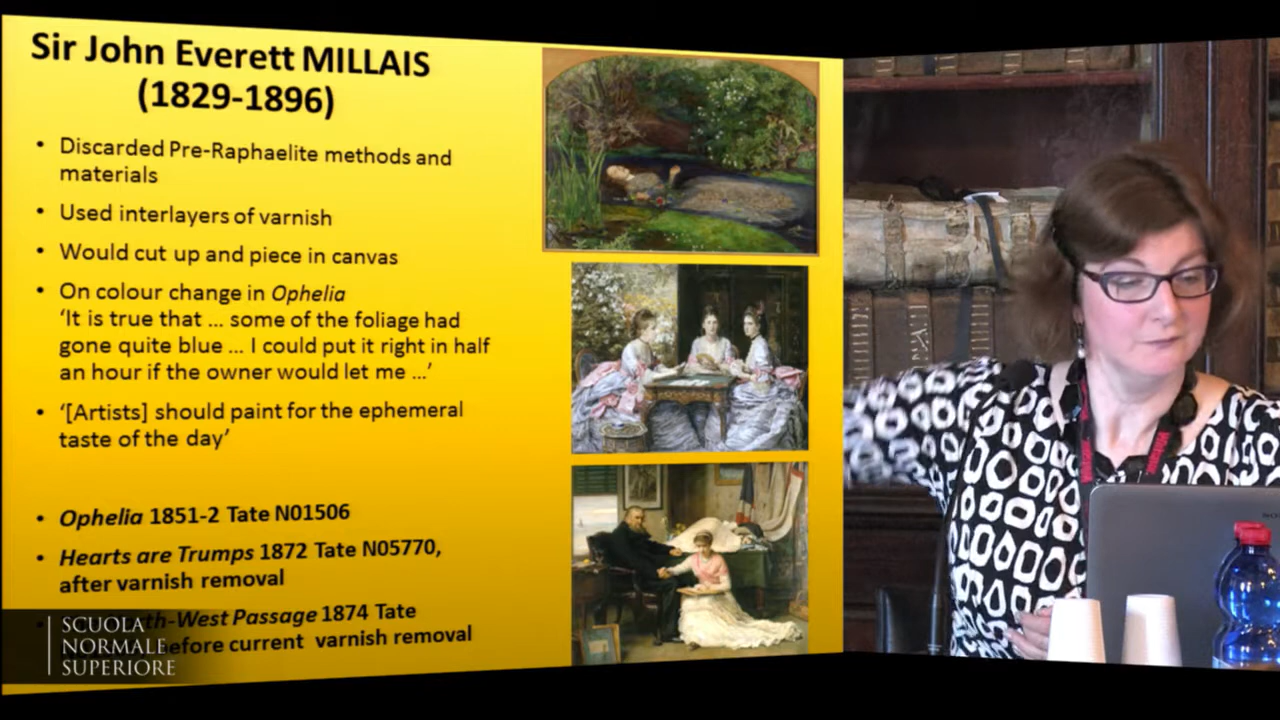 Sir John Everett MILLAIS
(1829-1896)
• Discarded Pre-Raphaelite methods and
materials
• Used interlayers of varnish
• Would cut up and piece in canvas
• On colour change in Ophelia
‘It is true that ... some of the foliage had
gone quite blue ... I could put it right in half
an hour if the owner would let me ...’
• ‘[Artists] should paint for the ephemeral
taste of the day’
• Ophelia 1851-2 Tate N01506
• Hearts are Trumps 1872 Tate N05770,
after varnish removal
-West Passage 1874 Tate
before current varnish removal
SCUOLA
NORMALE
SUPERIORE